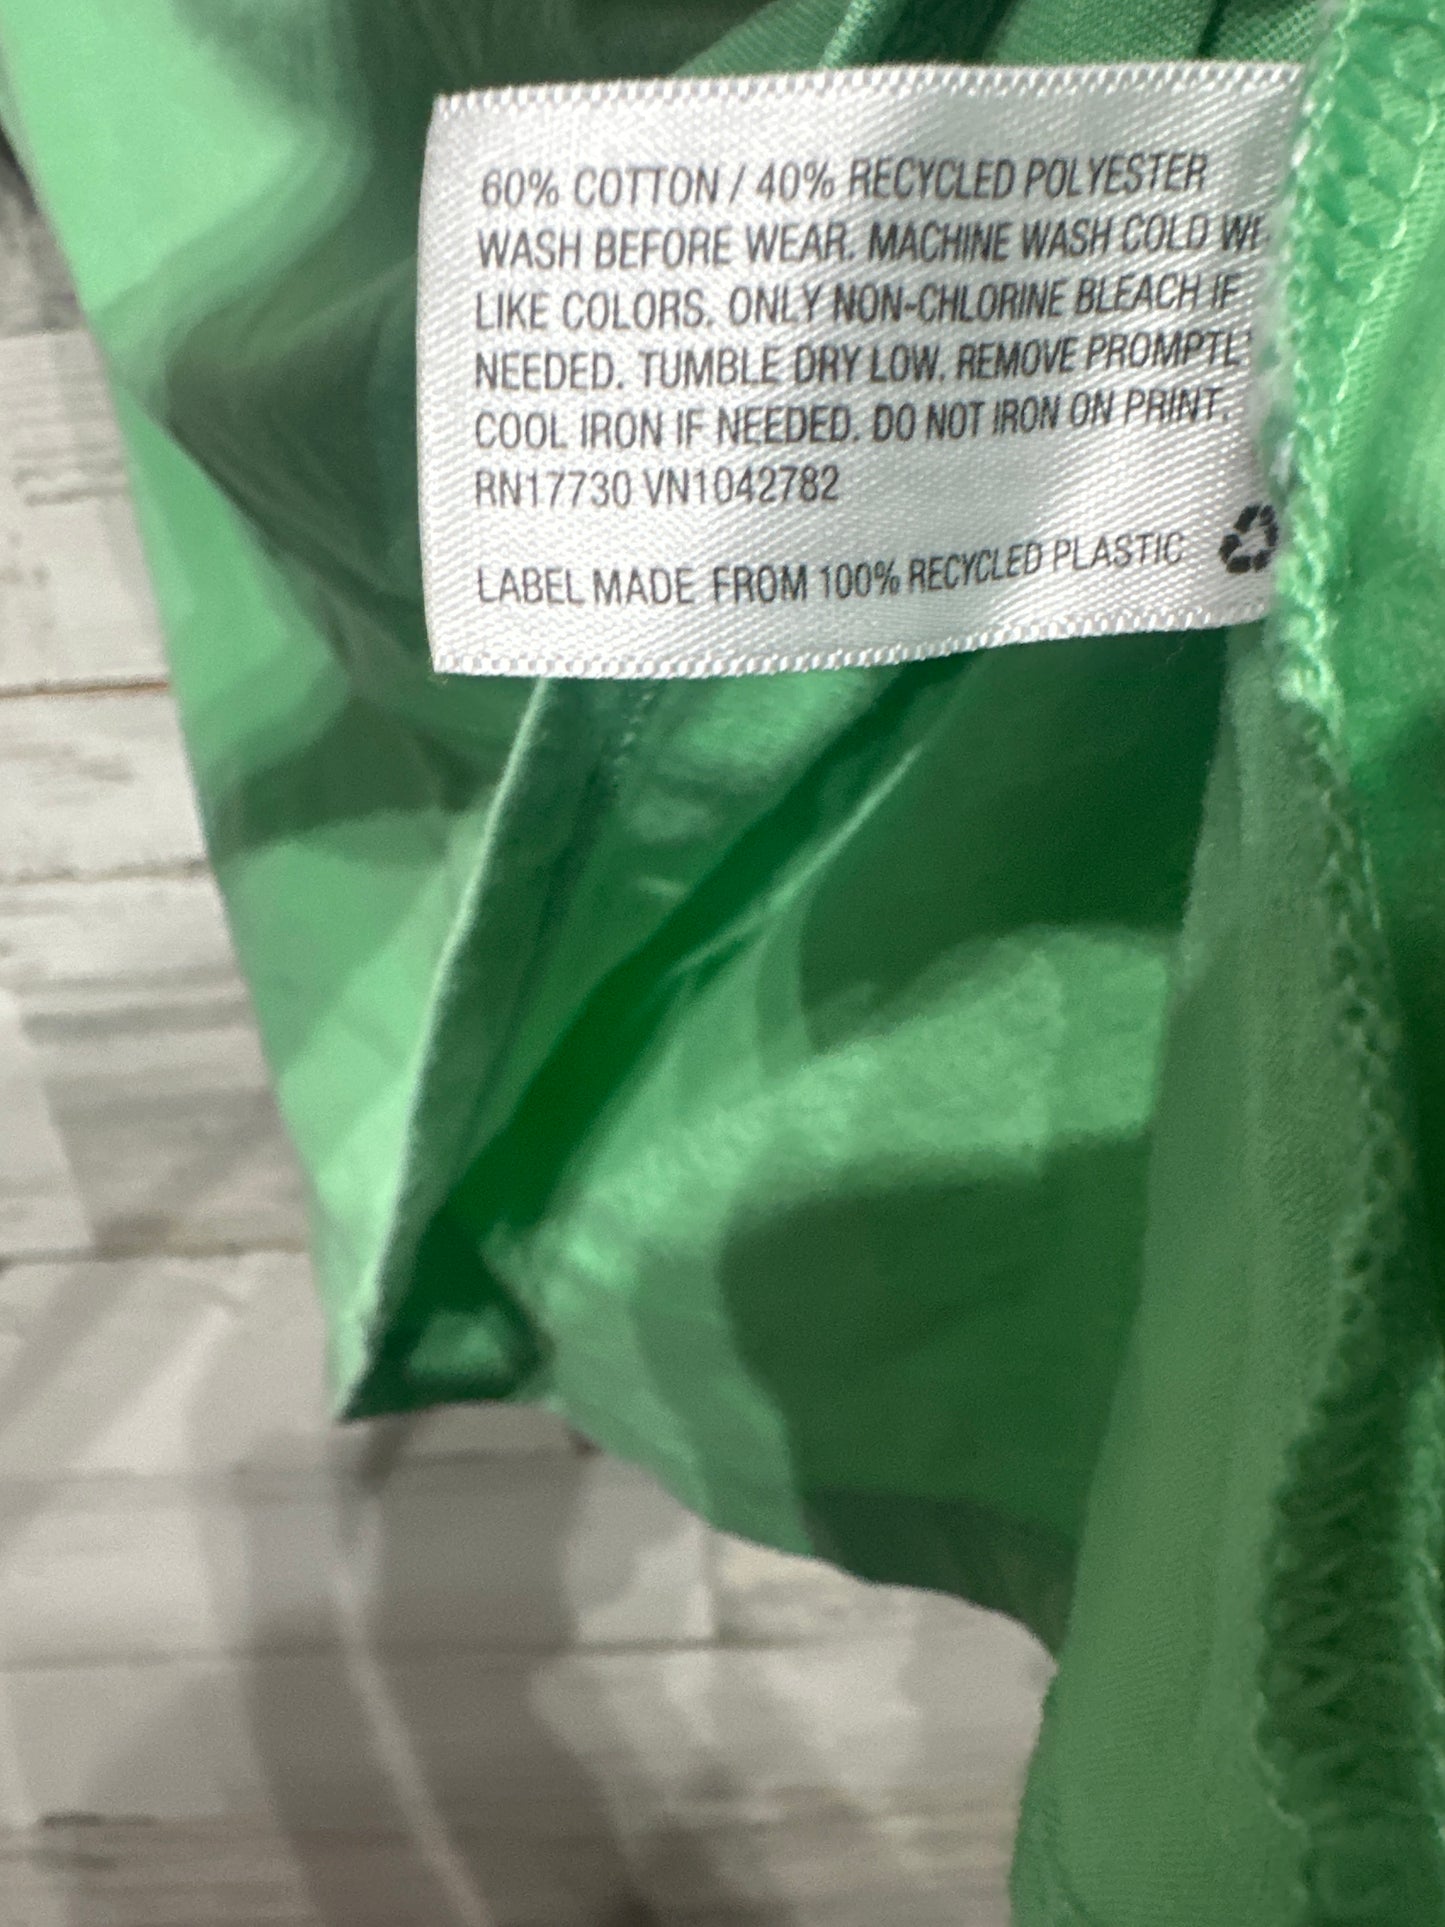 60% COTTON / 40% RECYCLED POLYESTER
WASH BEFORE WEAR. MACHINE WASH COLD
LIKE COLORS. ONLY NON-CHLORINE BLEACH IF
NEEDED. TUMBLE DRY LOW. REMOVE PROMPTLY
COOL IRON IF NEEDED. DO NOT IRON ON PRINT.
RN17730 VN1042782
LABEL MADE FROM 100% RECYCLED PLASTIC